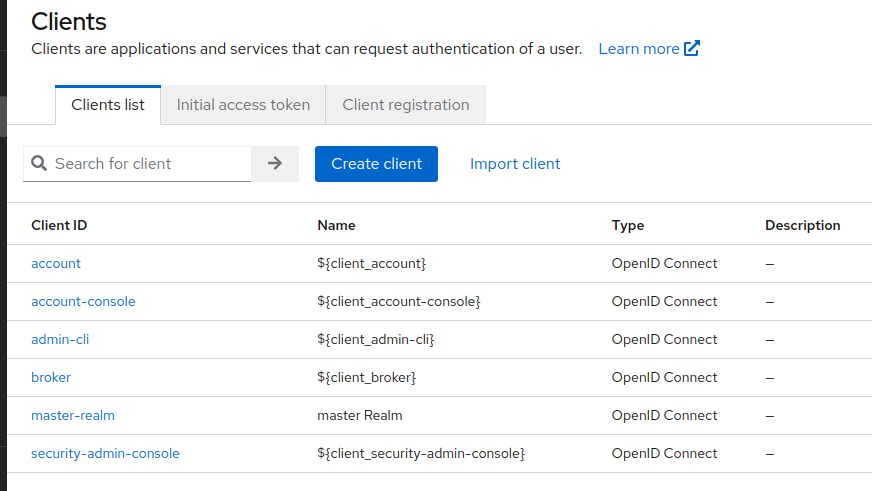 Clients
Clients are applications and services that can request authentication of a user. Learn more
Clients list Initial access token Client registration
Search for client Create client Import client
Client ID Name Type Description
account ${client_account} OpenID Connect –
account-console ${client_account-console} OpenID Connect –
admin-cli ${client_admin-cli} OpenID Connect –
broker ${client_broker} OpenID Connect –
master-realm master Realm OpenID Connect –
security-admin-console ${client_security-admin-console} OpenID Connect –